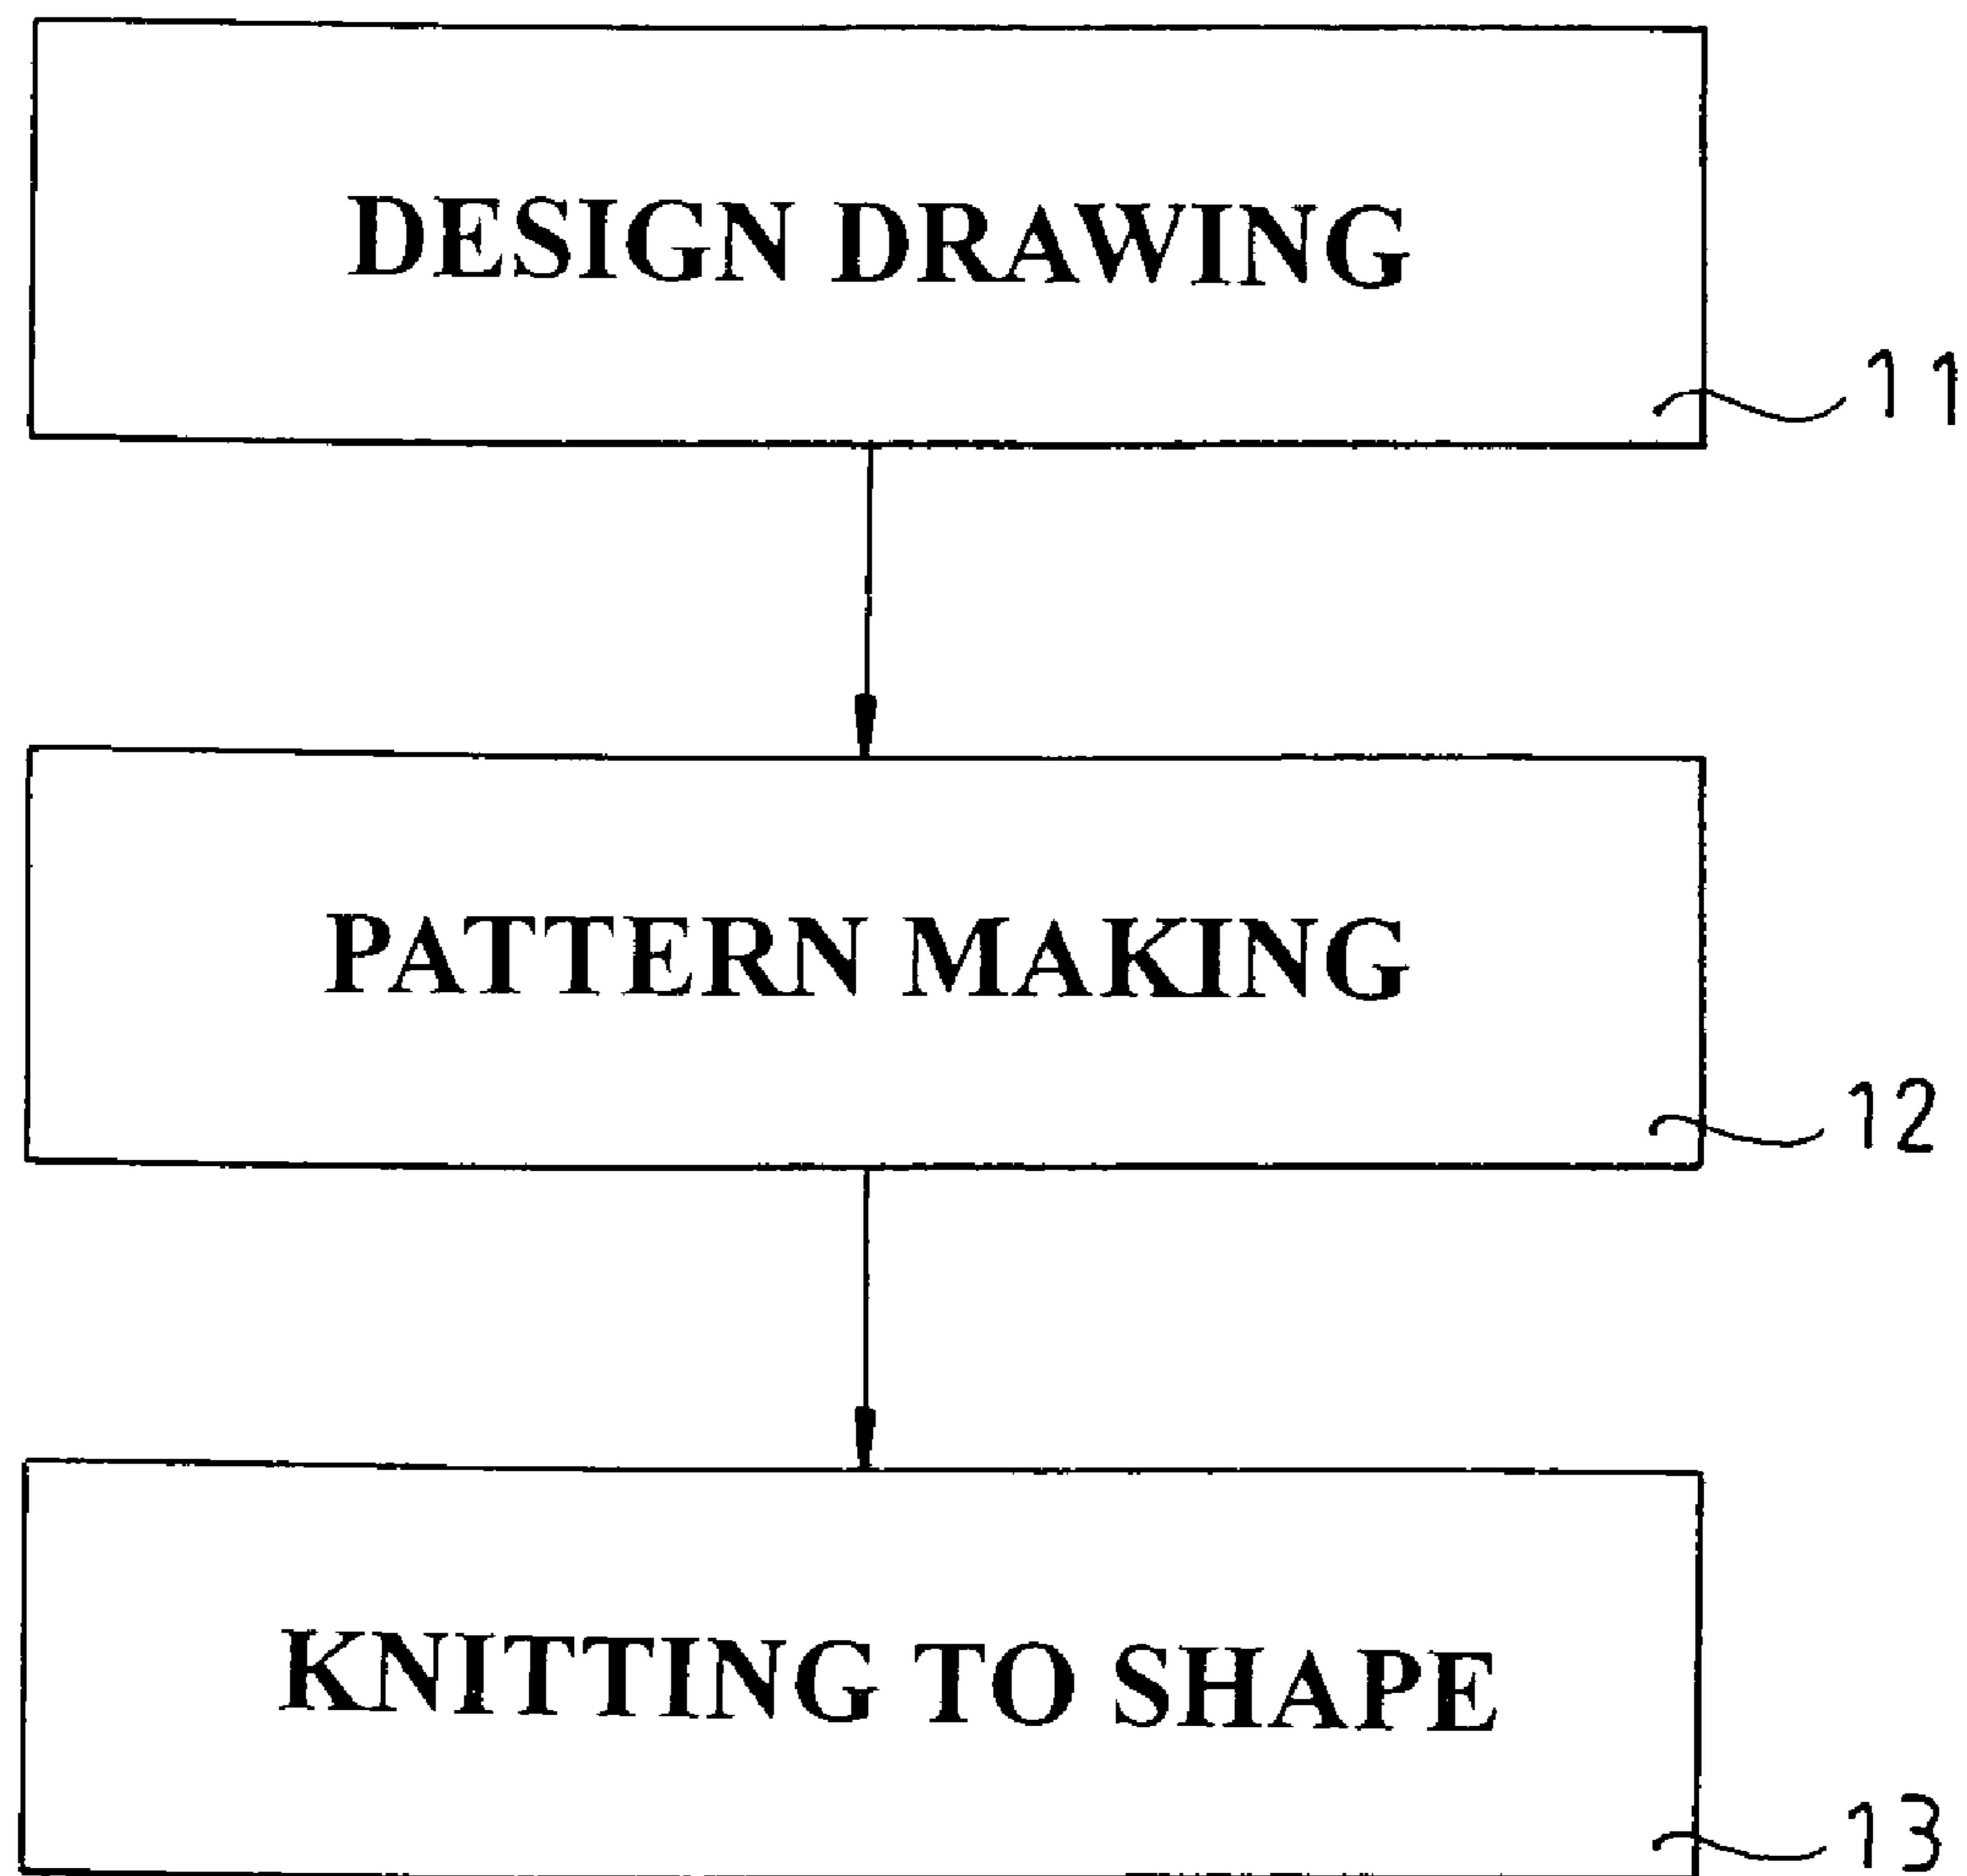 DESIGN DRAWING
11
PATTERN MAKING
12
KNITTING TO SHAPE
13